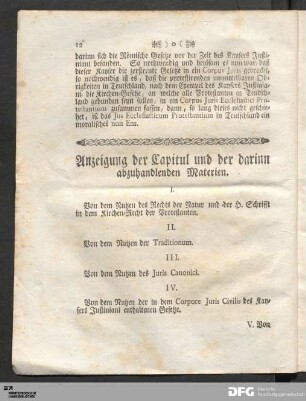 12 ) o (
darinn sich die Römische Gesetze vor der Zeit des Kaysers Justi-
niani befanden. So nothwendig und heilsam es nun war, daß
dieser Kayser die zerstreute Gesetze in ein Corpus Juris gebracht,
so nothwendig ist es, daß die protestirenden unmittelbaren Ob-
rigkeiten in Teutschland, nach dem Exempel des Kaysers Justinia-
ni, die Kirchen-Gesetze, an welche alle Protestanten in Teutsch-
land gebunden seyn sollen, in ein Corpus Juris Ecclesiastici Pro-
testantium zusammen fassen, dann, so lang dieses nicht geschie-
het, ist das Jus Ecclesiasticum Protestantium in Teutschland ein
moralisches non Ens.
Anzeigung der Capitul und der darinn
abzuhandlenden Materien.
I.
Von dem Nutzen des Rechts der Natur und der H. Schrifft
in dem Kirchen-Recht der Protestanten.
II.
Von dem Nutzen der Traditionum.
III.
Von dem Nutzen des Juris Canonici.
IV.
Von dem Nutzen der in dem Corpore Juris Civilis des Kay-
sers Justiniani enthaltenen Gesetze.
V. Von
DFG